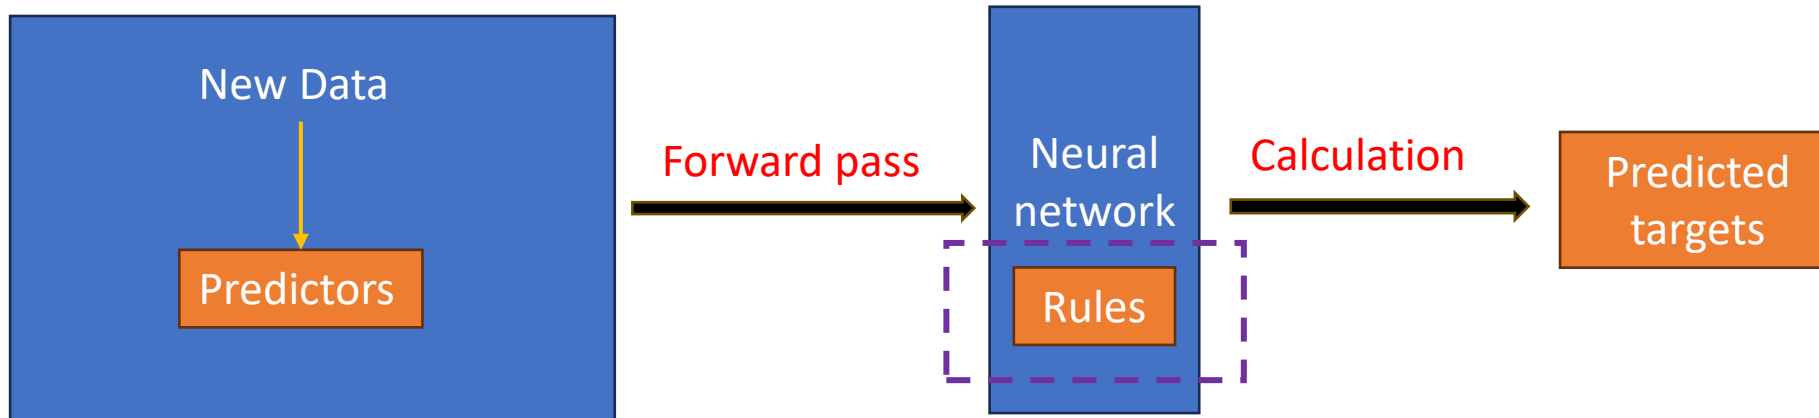 New Data
Predictors
Forward pass
Neural
network
Rules
Calculation
Predicted
targets